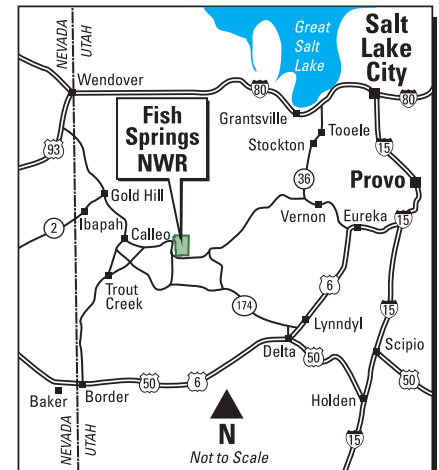 NEVADA
UTAH
Great
Salt
Lake
Salt
Lake
City
Wendover
80
80
Fish
Springs
NWR
Grantsville
Tooele
Stockton
15
93
36
Provo
Gold Hill
Vernon
Eureka
15
2
Ibapah
Calleo
6
Trout
Creek
174
Lynndyl
15
Delta
50
Scipio
50
6
50
Baker
Border
Holden
N
Not to Scale
15
NEVADA
UTAH